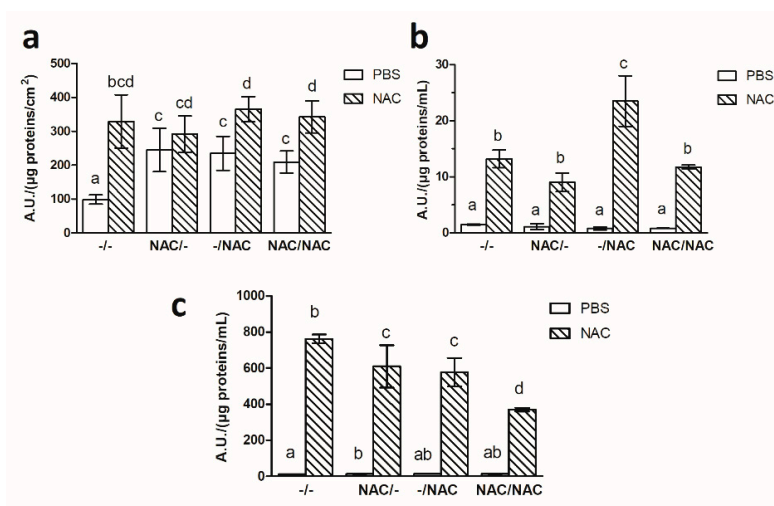 a
A.U./(µg proteins/cm²)
500
400
300
200
100
0
a
bcd
c
cd
c
d
c
d
-/-
NAC/-
-/NAC
NAC/NAC
PBS
NAC
b
A.U./(µg proteins/mL)
30
20
10
0
a
b
a
b
a
c
a
b
-/-
NAC/-
-/NAC
NAC/NAC
PBS
NAC
c
A.U./(µg proteins/mL)
1000
800
600
400
200
0
a
b
b
c
ab
c
ab
d
-/-
NAC/-
-/NAC
NAC/NAC
PBS
NAC